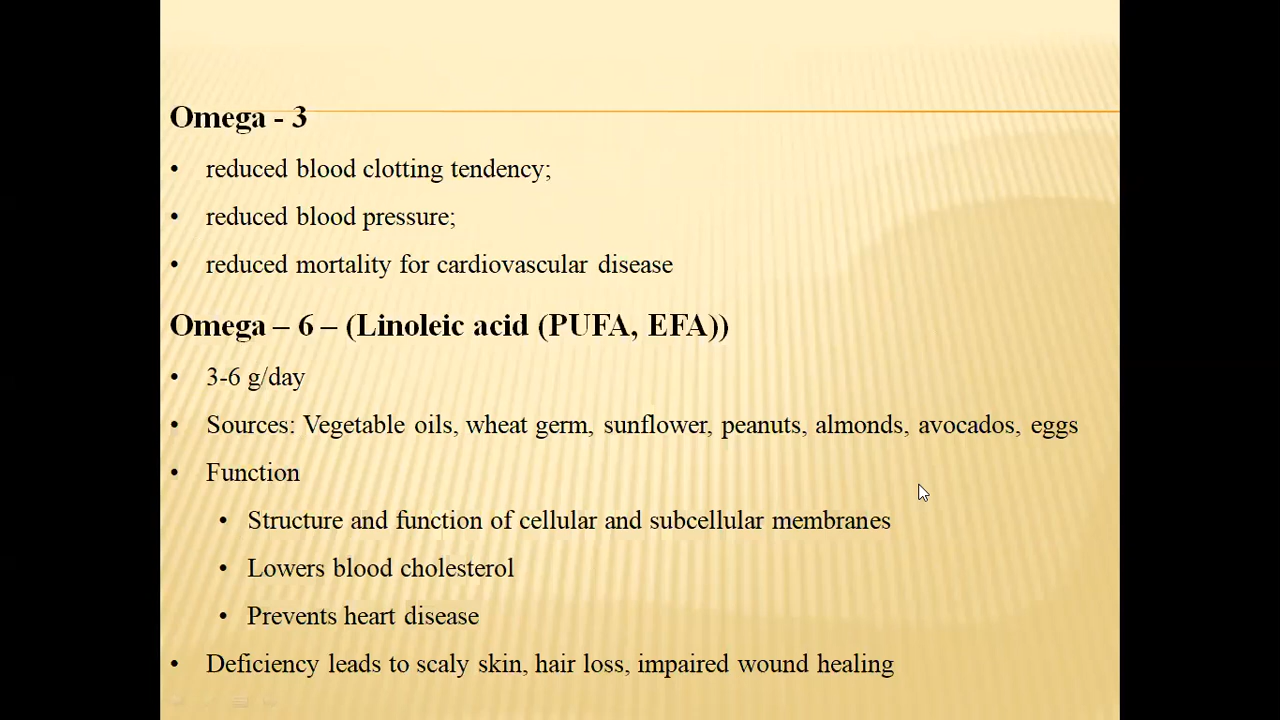 Omega - 3
• reduced blood clotting tendency;
• reduced blood pressure;
• reduced mortality for cardiovascular disease
Omega – 6 – (Linoleic acid (PUFA, EFA))
• 3-6 g/day
• Sources: Vegetable oils, wheat germ, sunflower, peanuts, almonds, avocados, eggs
• Function
• Structure and function of cellular and subcellular membranes
• Lowers blood cholesterol
• Prevents heart disease
• Deficiency leads to scaly skin, hair loss, impaired wound healing